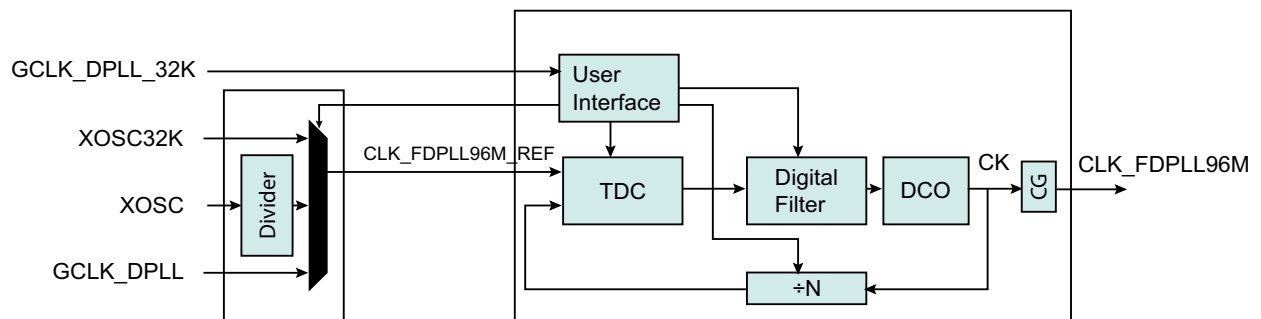 GCLK_DPLL_32K
User
Interface
XOSC32K
CLK_FDPLL96M_REF
TDC
Digital
Filter
DCO
CK
CG
CLK_FDPLL96M
XOSC
Divider
GCLK_DPLL
÷N